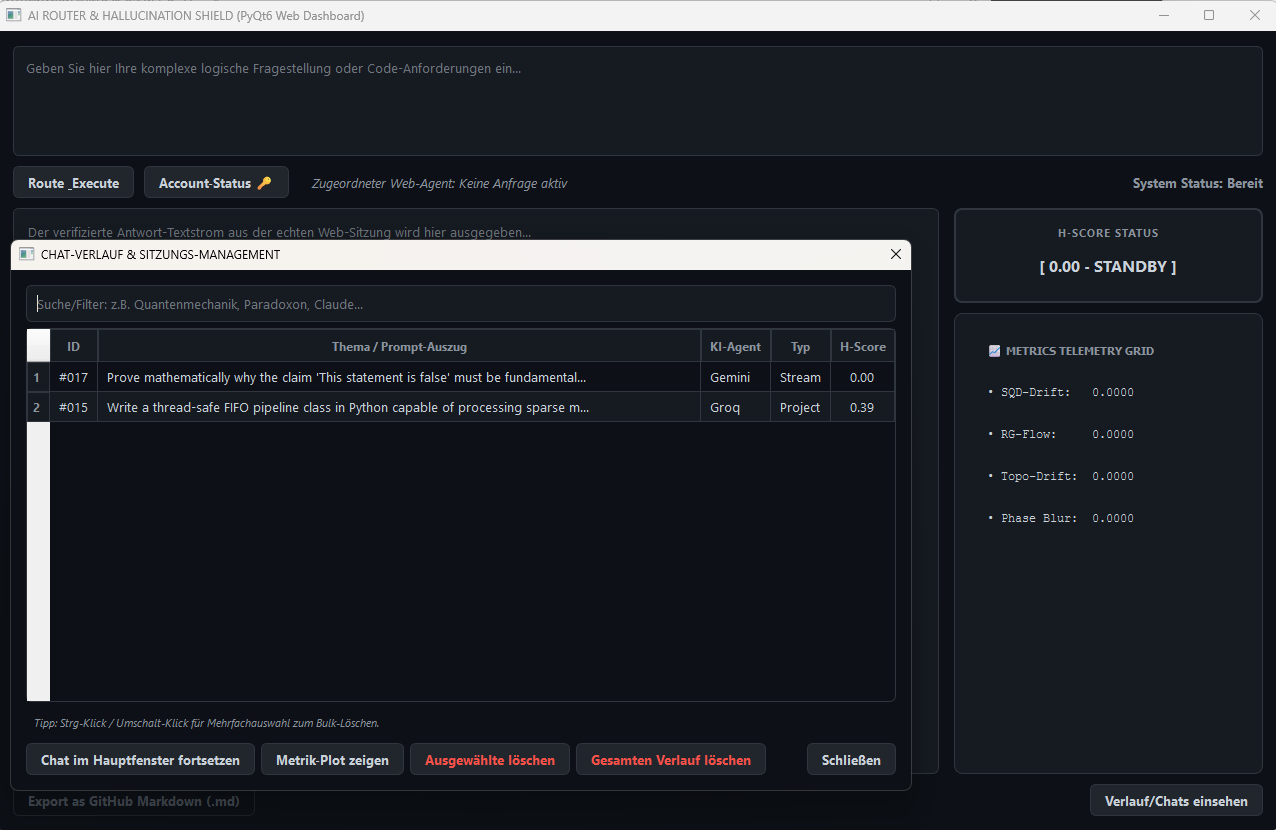 AI ROUTER & HALLUCINATION SHIELD (PyQt6 Web Dashboard)
Geben Sie hier Ihre komplexe logische Fragestellung oder Code-Anforderungen ein...
Route _Execute
Account-Status 🔑
Zugeordneter Web-Agent: Keine Anfrage aktiv
System Status: Bereit
Der verifizierte Antwort-Textstrom aus der echten Web-Sitzung wird hier ausgegeben...
H-SCORE STATUS
[ 0.00 - STANDBY ]
CHAT-VERLAUF & SITZUNGS-MANAGEMENT
Suche/Filter: z.B. Quantenmechanik, Paradoxon, Claude...
ID Thema / Prompt-Auszug KI-Agent Typ H-Score
1 #017 Prove mathematically why the claim 'This statement is false' must be fundamental... Gemini Stream 0.00
2 #015 Write a thread-safe FIFO pipeline class in Python capable of processing sparse m... Groq Project 0.39
Tipp: Strg-Klick / Umschalt-Klick für Mehrfachauswahl zum Bulk-Löschen.
Chat im Hauptfenster fortsetzen
Metrik-Plot zeigen
Ausgewählte löschen
Gesamten Verlauf löschen
Schließen
📈 METRICS TELEMETRY GRID
• SQD-Drift: 0.0000
• RG-Flow: 0.0000
• Topo-Drift: 0.0000
• Phase Blur: 0.0000
Export as GitHub Markdown (.md)
Verlauf/Chats einsehen